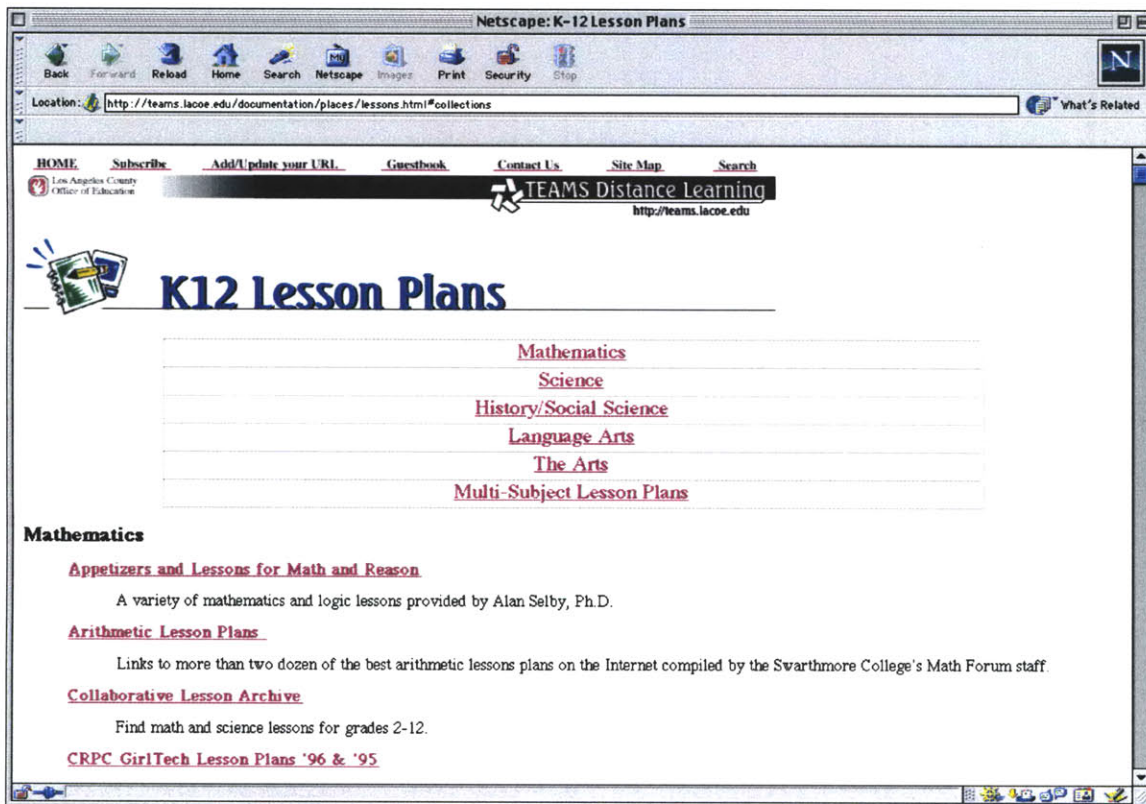 Netscape: K-12 Lesson Plans
Back Forward Reload Home Search Netscape Images Print Security Stop
N
Location: http://teams.lacoe.edu/documentation/places/lessons.html#collections What's Related
HOME Subscribe Add/Update your URL Guestbook Contact Us Site Map Search
Los Angeles County
Office of Education
TEAMS Distance Learning
http://teams.lacoe.edu
K12 Lesson Plans
Mathematics
Science
History/Social Science
Language Arts
The Arts
Multi-Subject Lesson Plans
Mathematics
Appetizers and Lessons for Math and Reason
A variety of mathematics and logic lessons provided by Alan Selby, Ph.D.
Arithmetic Lesson Plans
Links to more than two dozen of the best arithmetic lessons plans on the Internet compiled by the Swarthmore College's Math Forum staff.
Collaborative Lesson Archive
Find math and science lessons for grades 2-12.
CRPC GirlTech Lesson Plans '96 & '95